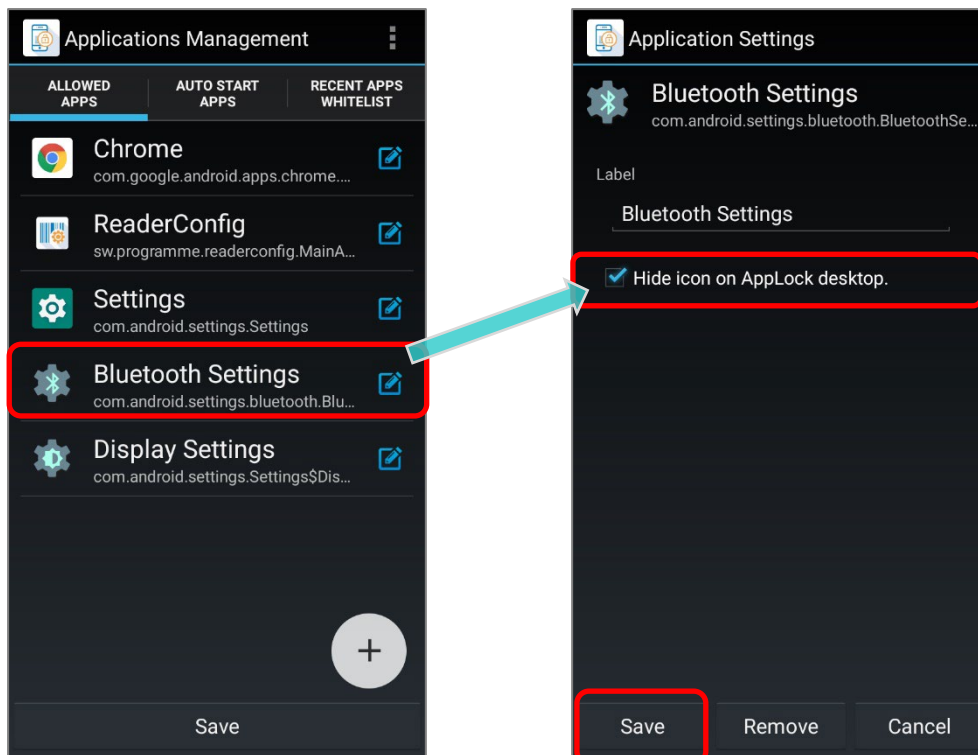 Applications Management
ALLOWED APPS
AUTO START APPS
RECENT APPS WHITELIST
Chrome
com.google.android.apps.chrome....
ReaderConfig
sw.programme.readerconfig.MainA...
Settings
com.android.settings.Settings
Bluetooth Settings
com.android.settings.bluetooth.Blu...
Display Settings
com.android.settings.Settings$Dis...
+
Save
Application Settings
Bluetooth Settings
com.android.settings.bluetooth.BluetoothSe...
Label
Bluetooth Settings
Hide icon on AppLock desktop.
Save
Remove
Cancel